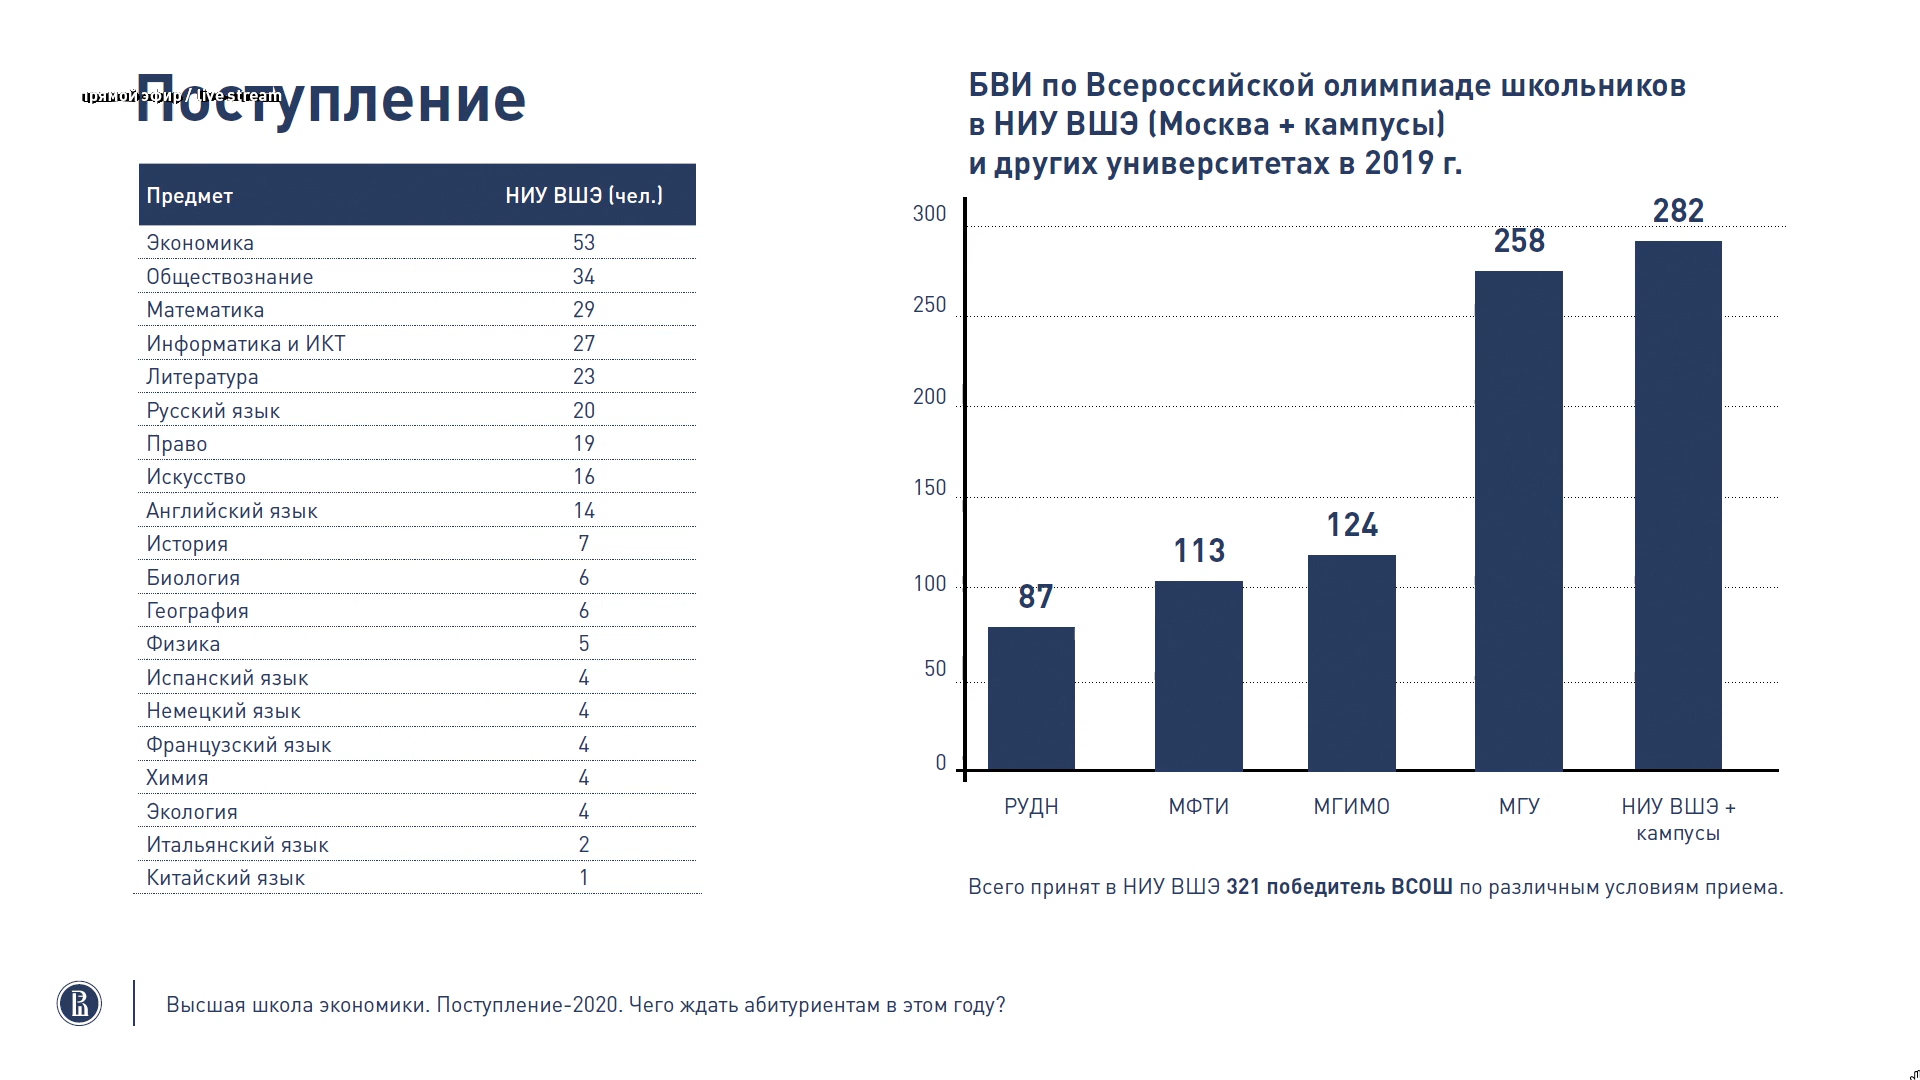 прямой эфир / live stream
Поступление
Предмет НИУ ВШЭ (чел.)
Экономика 53
Обществознание 34
Математика 29
Информатика и ИКТ 27
Литература 23
Русский язык 20
Право 19
Искусство 16
Английский язык 14
История 7
Биология 6
География 6
Физика 5
Испанский язык 4
Немецкий язык 4
Французский язык 4
Химия 4
Экология 4
Итальянский язык 2
Китайский язык 1
БВИ по Всероссийской олимпиаде школьников
в НИУ ВШЭ (Москва + кампусы)
и других университетах в 2019 г.
300
250
200
150
100
50
0
87
113
124
258
282
РУДН
МФТИ
МГИМО
МГУ
НИУ ВШЭ +
кампусы
Всего принят в НИУ ВШЭ 321 победитель ВСОШ по различным условиям приема.
Высшая школа экономики. Поступление-2020. Чего ждать абитуриентам в этом году?